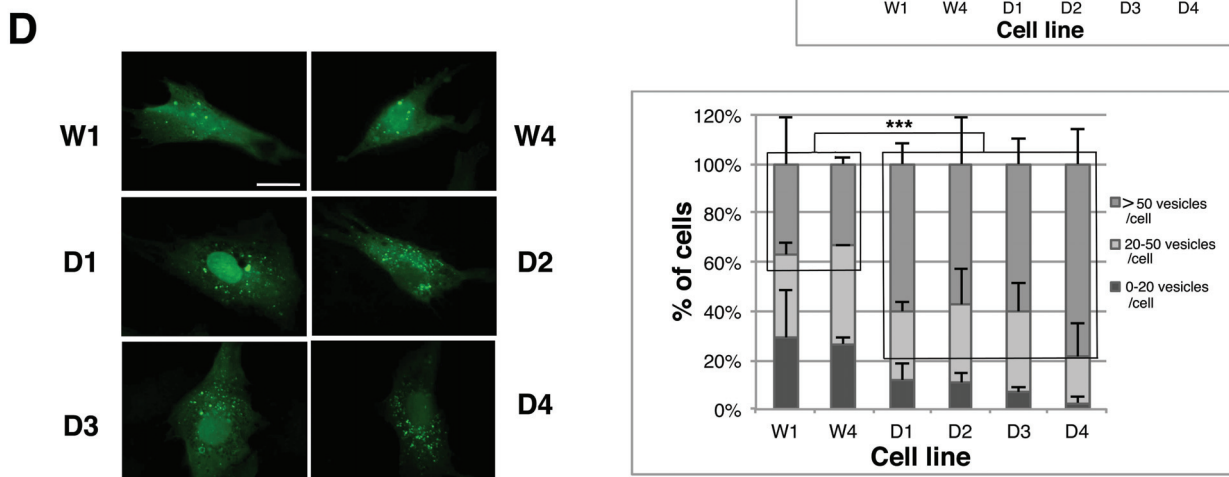 D
W1 W4 D1 D2 D3 D4
Cell line
W1
W4
D1
D2
D3
D4
120%
100%
80%
60%
40%
20%
0%
% of cells
***
W1 W4 D1 D2 D3 D4
Cell line
>50 vesicles
/cell
20-50 vesicles
/cell
0-20 vesicles
/cell